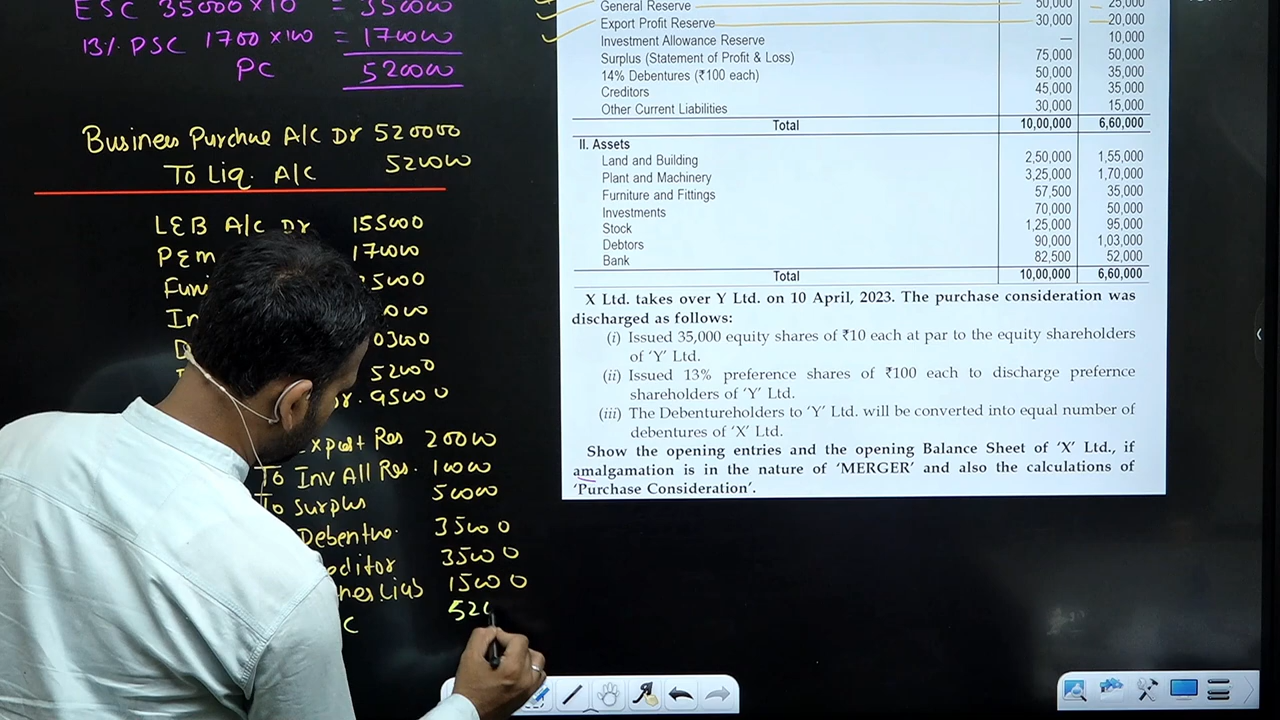 ESC 35000 x 10 = 350000
13% PSC 1700 x 100 = 170000
PC 520000
Business Purchase A/c Dr 520000
To Liq. A/c 520000
L&B A/c Dr 155000
P&M 170000
Furni 35000
In 000
D 03000
52000
r. 95000
Export Res 20000
To Inv All Res. 10000
To Surplus 50000
Debentue. 35000
editor 35000
her. Liab 15000
C 520
General Reserve 50,000 25,000
Export Profit Reserve 30,000 20,000
Investment Allowance Reserve — 10,000
Surplus (Statement of Profit & Loss) 75,000 50,000
14% Debentures (₹100 each) 50,000 35,000
Creditors 45,000 35,000
Other Current Liabilities 30,000 15,000
Total 10,00,000 6,60,000
II. Assets
Land and Building 2,50,000 1,55,000
Plant and Machinery 3,25,000 1,70,000
Furniture and Fittings 57,500 35,000
Investments 70,000 50,000
Stock 1,25,000 95,000
Debtors 90,000 1,03,000
Bank 82,500 52,000
Total 10,00,000 6,60,000
X Ltd. takes over Y Ltd. on 10 April, 2023. The purchase consideration was
discharged as follows:
(i) Issued 35,000 equity shares of ₹10 each at par to the equity shareholders
of 'Y' Ltd.
(ii) Issued 13% preference shares of ₹100 each to discharge prefernce
shareholders of 'Y' Ltd.
(iii) The Debentureholders to 'Y' Ltd. will be converted into equal number of
debentures of 'X' Ltd.
Show the opening entries and the opening Balance Sheet of 'X' Ltd., if
amalgamation is in the nature of 'MERGER' and also the calculations of
'Purchase Consideration'.